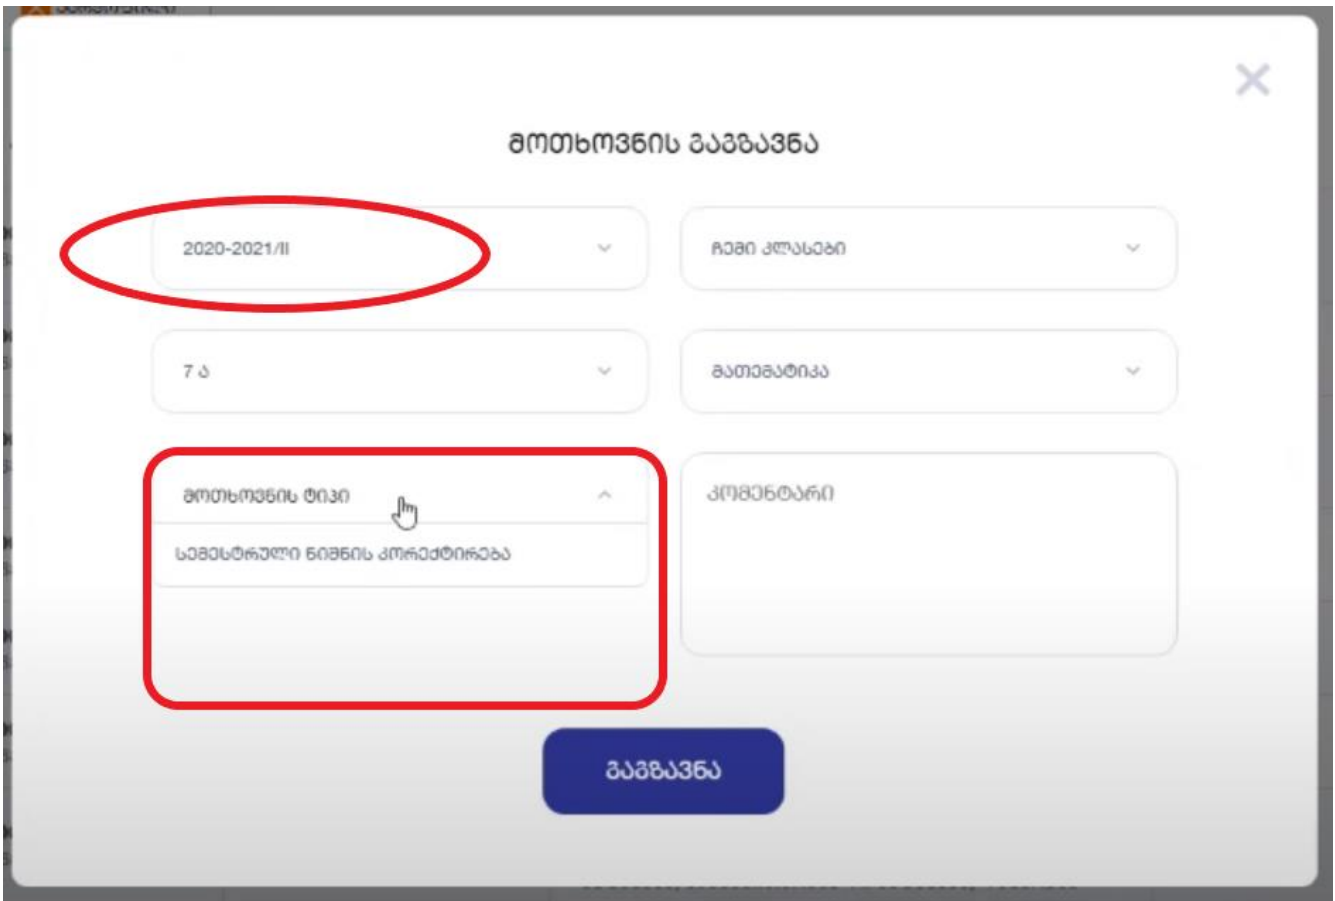 მოთხოვნის გაგზავნა
2020-2021/II
ჩემი კლასები
7 ა
მათემატიკა
მოთხოვნის ტიპი
კომენტარი
სემესტრული ნიშნის კორექტირება
გაგზავნა